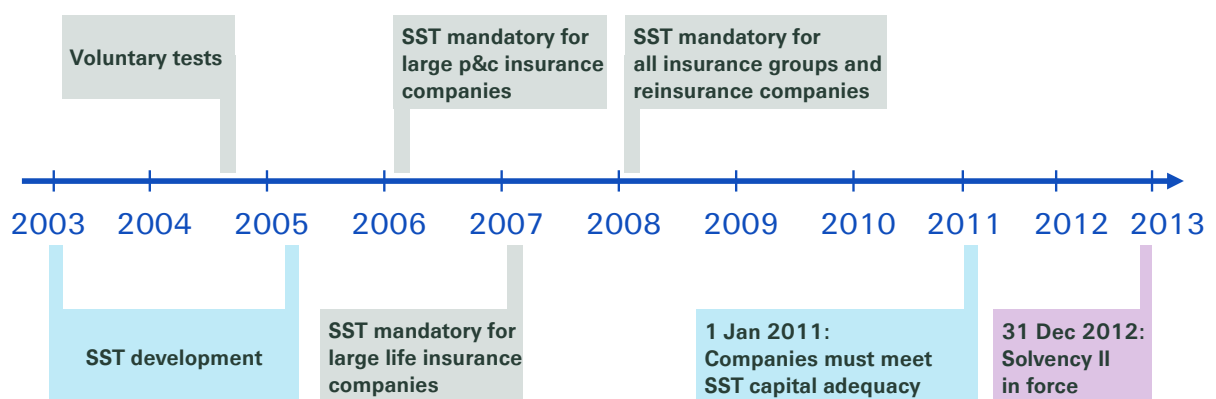 Voluntary tests
SST mandatory for
large p&c insurance
companies
SST mandatory for
all insurance groups and
reinsurance companies
2003 2004 2005 2006 2007 2008 2009 2010 2011 2012 2013
SST development
SST mandatory for
large life insurance
companies
1 Jan 2011:
Companies must meet
SST capital adequacy
31 Dec 2012:
Solvency II
in force